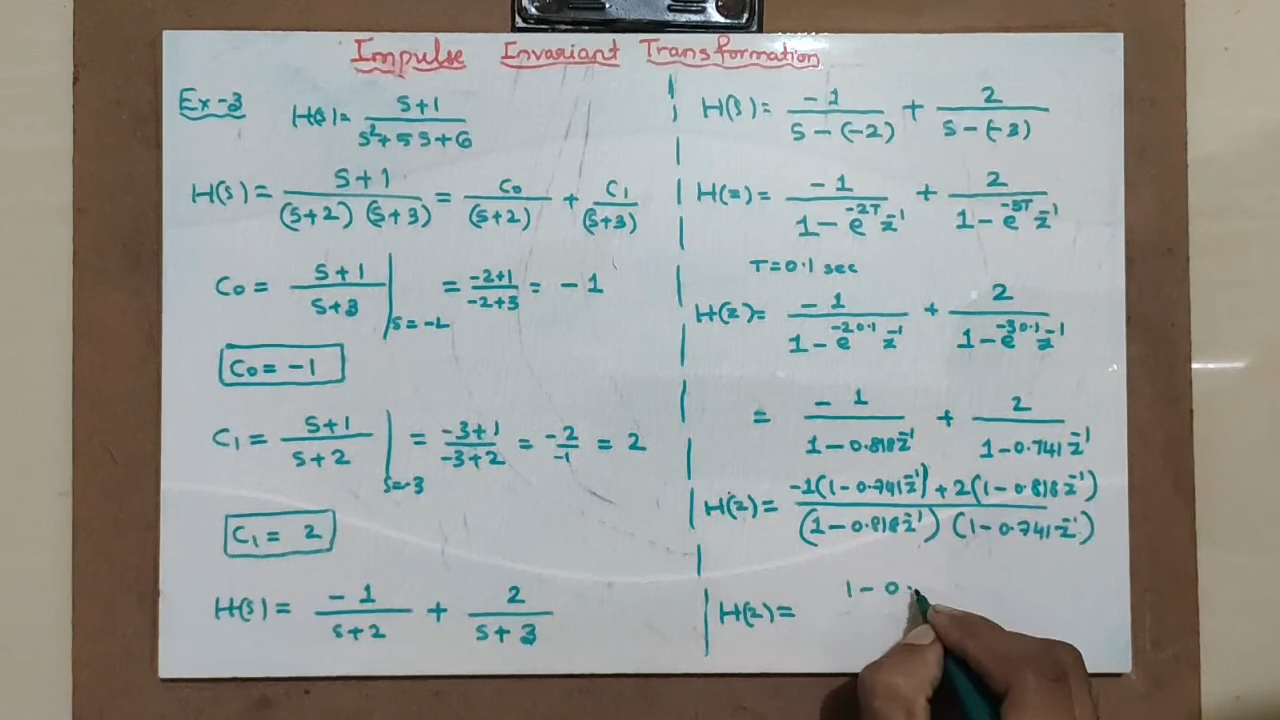 Impulse Invariant Transformation
Ex-3
H(s) = s+1 / s²+5s+6
H(s) = s+1 / (s+2) (s+3) = C₀ / (s+2) + C₁ / (s+3)
C₀ = s+1 / s+3 | s=-2 = -2+1 / -2+3 = -1
C₀ = -1
C₁ = s+1 / s+2 | s=-3 = -3+1 / -3+2 = -2 / -1 = 2
C₁ = 2
H(s) = -1 / s+2 + 2 / s+3
H(s) = -1 / s-(-2) + 2 / s-(-3)
H(z) = -1 / 1-e⁻²ᵀ z⁻¹ + 2 / 1-e⁻³ᵀ z⁻¹
T=0.1 sec
H(z) = -1 / 1-e^-2 0.1 z⁻¹ + 2 / 1-e^-3 0.1 z⁻¹
= -1 / 1-0.818z⁻¹ + 2 / 1-0.741z⁻¹
H(z) = -1(1-0.741z⁻¹) + 2(1-0.818z⁻¹) / (1-0.818z⁻¹) (1-0.741z⁻¹)
H(z) = 1-0.